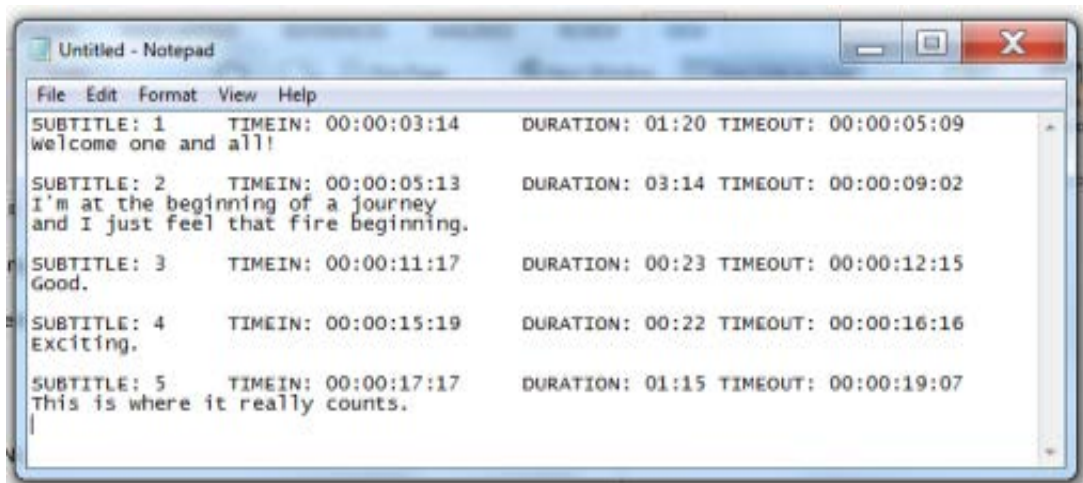 Untitled - Notepad
File Edit Format View Help
SUBTITLE: 1 TIMEIN: 00:00:03:14 DURATION: 01:20 TIMEOUT: 00:00:05:09
Welcome one and all!
SUBTITLE: 2 TIMEIN: 00:00:05:13 DURATION: 03:14 TIMEOUT: 00:00:09:02
I'm at the beginning of a journey
and I just feel that fire beginning.
SUBTITLE: 3 TIMEIN: 00:00:11:17 DURATION: 00:23 TIMEOUT: 00:00:12:15
Good.
SUBTITLE: 4 TIMEIN: 00:00:15:19 DURATION: 00:22 TIMEOUT: 00:00:16:16
Exciting.
SUBTITLE: 5 TIMEIN: 00:00:17:17 DURATION: 01:15 TIMEOUT: 00:00:19:07
This is where it really counts.